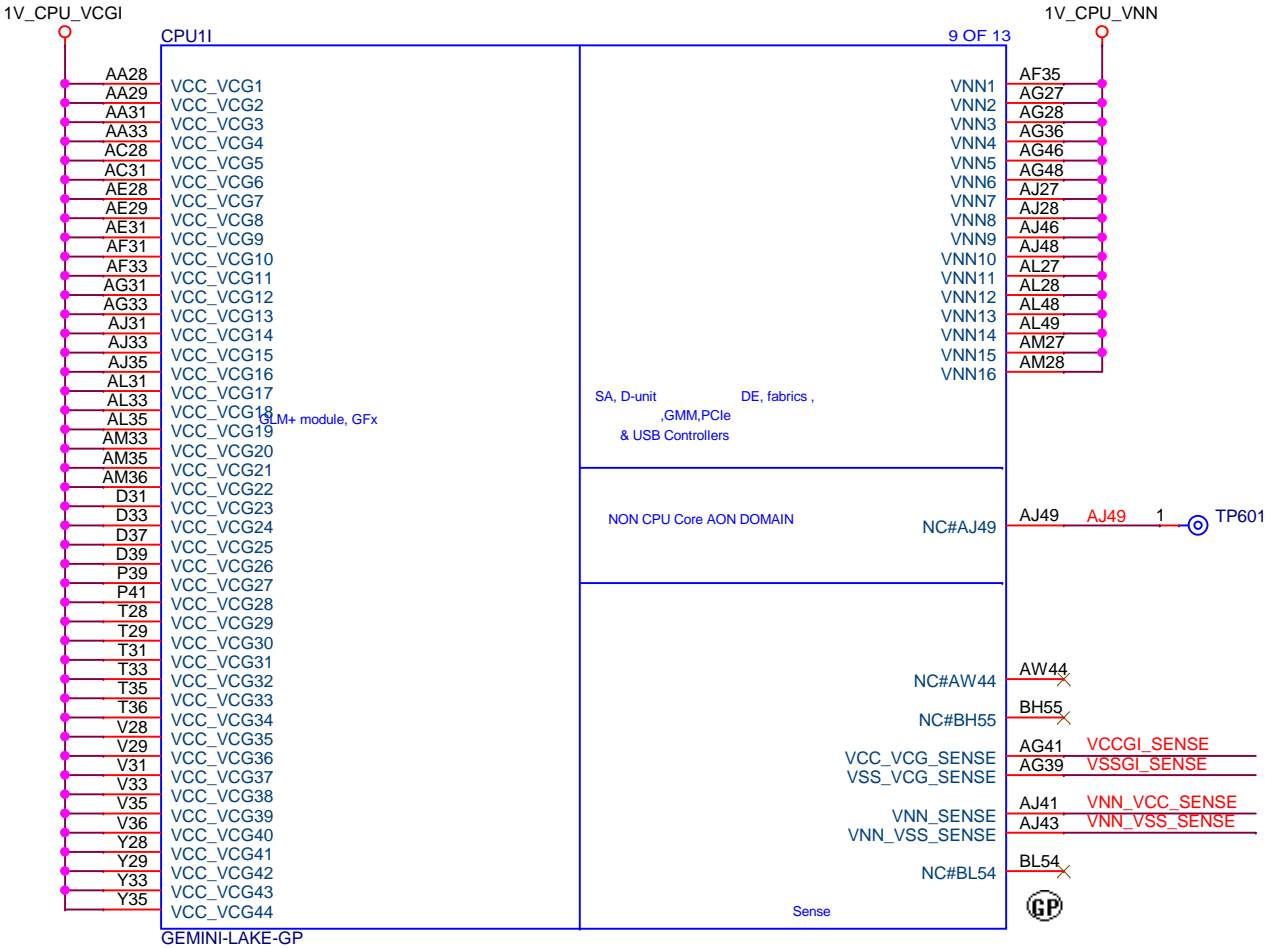 1V_CPU_VCGI
1V_CPU_VNN
CPU1I
9 OF 13
AA28 VCC_VCG1
AA29 VCC_VCG2
AA31 VCC_VCG3
AA33 VCC_VCG4
AC28 VCC_VCG5
AC31 VCC_VCG6
AE28 VCC_VCG7
AE29 VCC_VCG8
AE31 VCC_VCG9
AF31 VCC_VCG10
AF33 VCC_VCG11
AG31 VCC_VCG12
AG33 VCC_VCG13
AJ31 VCC_VCG14
AJ33 VCC_VCG15
AJ35 VCC_VCG16
AL31 VCC_VCG17
AL33 VCC_VCG18
AL35 VCC_VCG19
AM33 VCC_VCG20
AM35 VCC_VCG21
AM36 VCC_VCG22
D31 VCC_VCG23
D33 VCC_VCG24
D37 VCC_VCG25
D39 VCC_VCG26
P39 VCC_VCG27
P41 VCC_VCG28
T28 VCC_VCG29
T29 VCC_VCG30
T31 VCC_VCG31
T33 VCC_VCG32
T35 VCC_VCG33
T36 VCC_VCG34
V28 VCC_VCG35
V29 VCC_VCG36
V31 VCC_VCG37
V33 VCC_VCG38
V35 VCC_VCG39
V36 VCC_VCG40
Y28 VCC_VCG41
Y29 VCC_VCG42
Y33 VCC_VCG43
Y35 VCC_VCG44
GLM+ module, GFx
VNN1 AF35
VNN2 AG27
VNN3 AG28
VNN4 AG36
VNN5 AG46
VNN6 AG48
VNN7 AJ27
VNN8 AJ28
VNN9 AJ46
VNN10 AJ48
VNN11 AL27
VNN12 AL28
VNN13 AL48
VNN14 AL49
VNN15 AM27
VNN16 AM28
SA, D-unit DE, fabrics ,
,GMM,PCIe
& USB Controllers
NON CPU Core AON DOMAIN
NC#AJ49 AJ49 AJ49 1 TP601
NC#AW44 AW44
NC#BH55 BH55
VCC_VCG_SENSE AG41 VCCGI_SENSE
VSS_VCG_SENSE AG39 VSSGI_SENSE
VNN_SENSE AJ41 VNN_VCC_SENSE
VNN_VSS_SENSE AJ43 VNN_VSS_SENSE
NC#BL54 BL54
Sense
GP
GEMINI-LAKE-GP